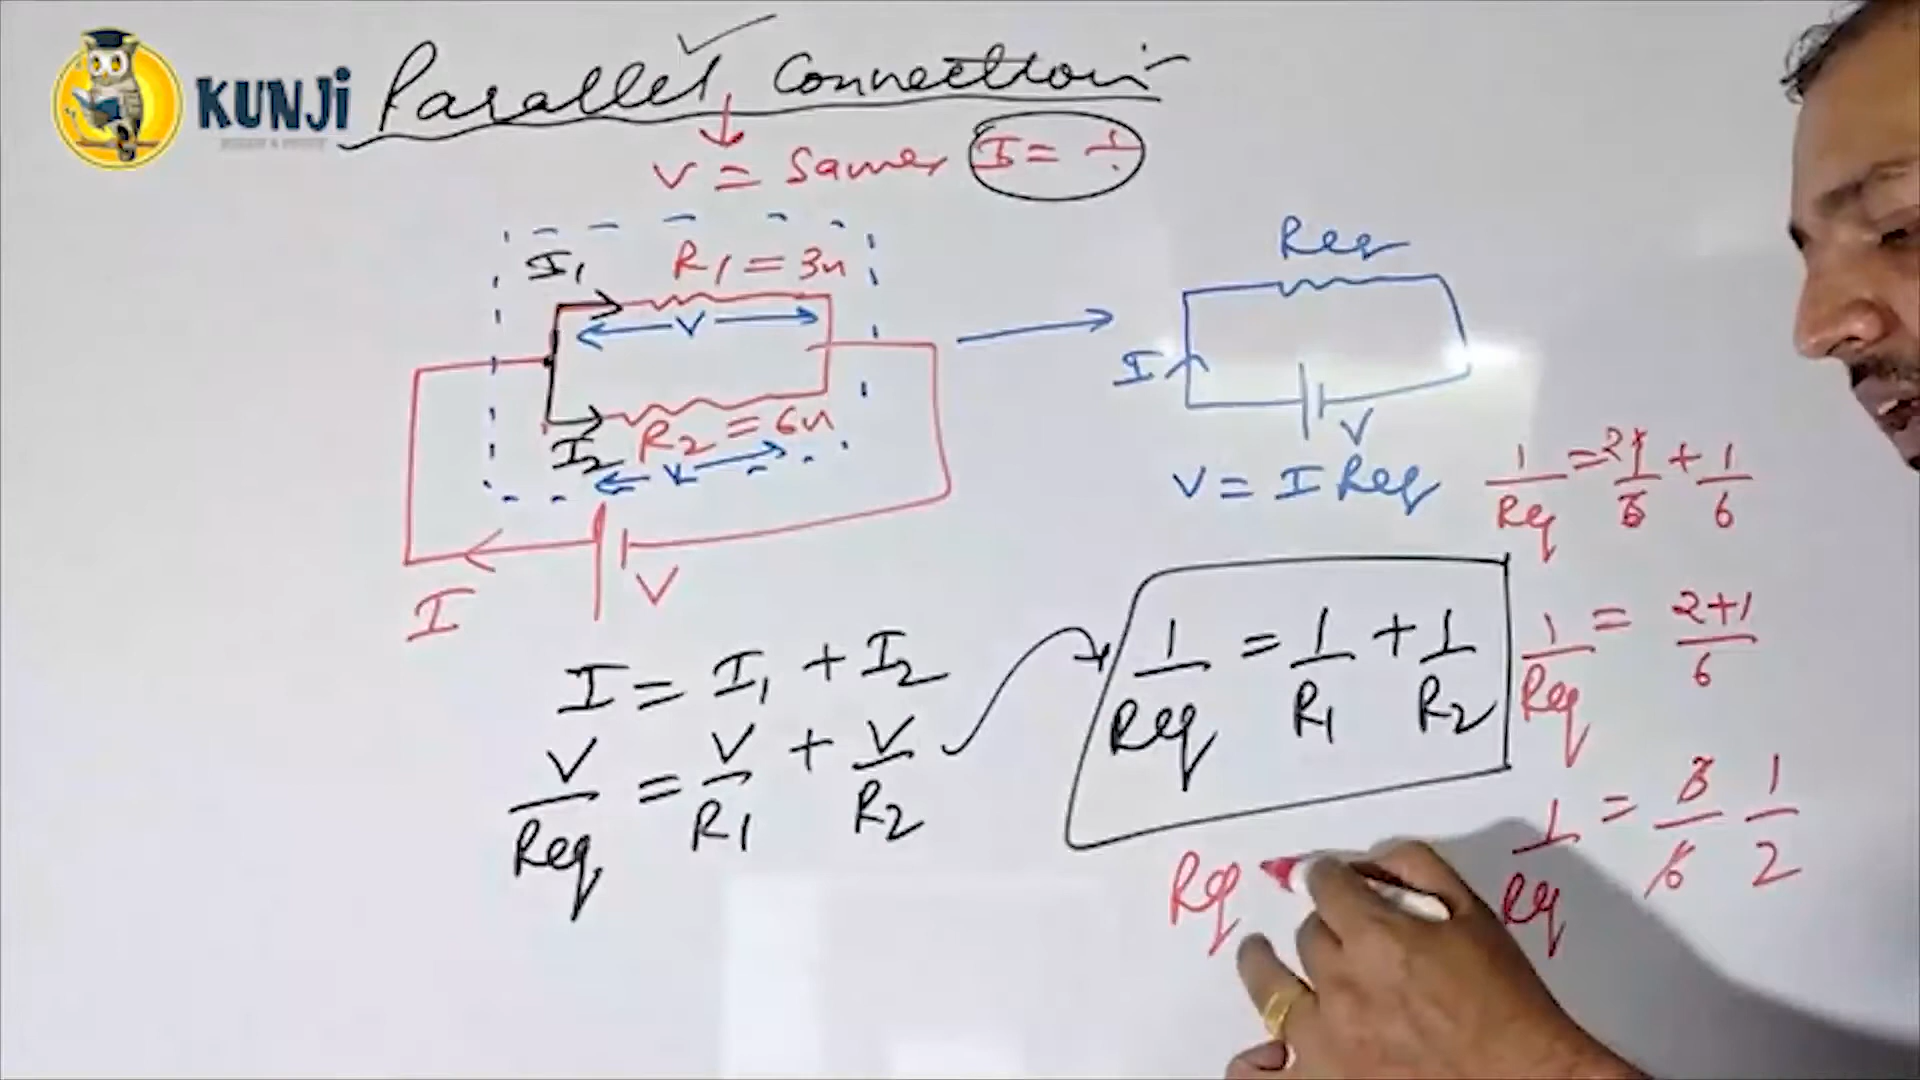 KUNJi
Parallel Connection
V = Same, I = ÷
I1
R1 = 3Ω
V
I2
R2 = 6Ω
V
I
V
Req
I
V
V = I Req
I = I1 + I2
V/Req = V/R1 + V/R2
1/Req = 1/R1 + 1/R2
1/Req = 2 1/3 + 1/6
1/Req = 2+1/6
1/Req = 3/6 1/2
Req